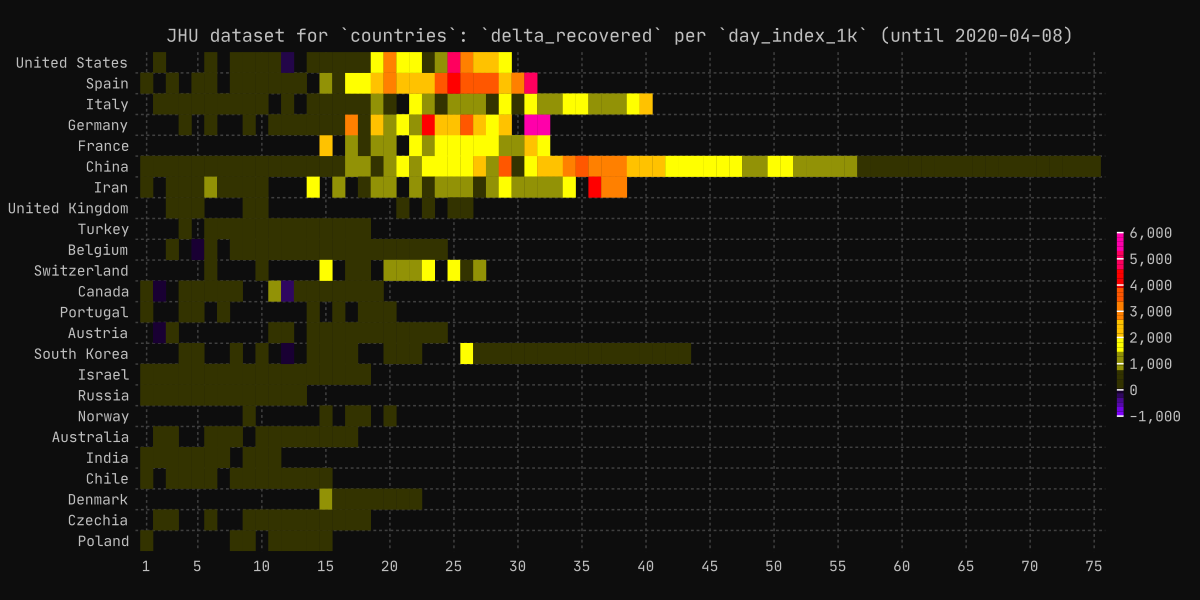 JHU dataset for `countries`: `delta_recovered` per `day_index_1k` (until 2020-04-08)
United States
Spain
Italy
Germany
France
China
Iran
United Kingdom
Turkey
Belgium
Switzerland
Canada
Portugal
Austria
South Korea
Israel
Russia
Norway
Australia
India
Chile
Denmark
Czechia
Poland
1 5 10 15 20 25 30 35 40 45 50 55 60 65 70 75
6,000
5,000
4,000
3,000
2,000
1,000
0
-1,000